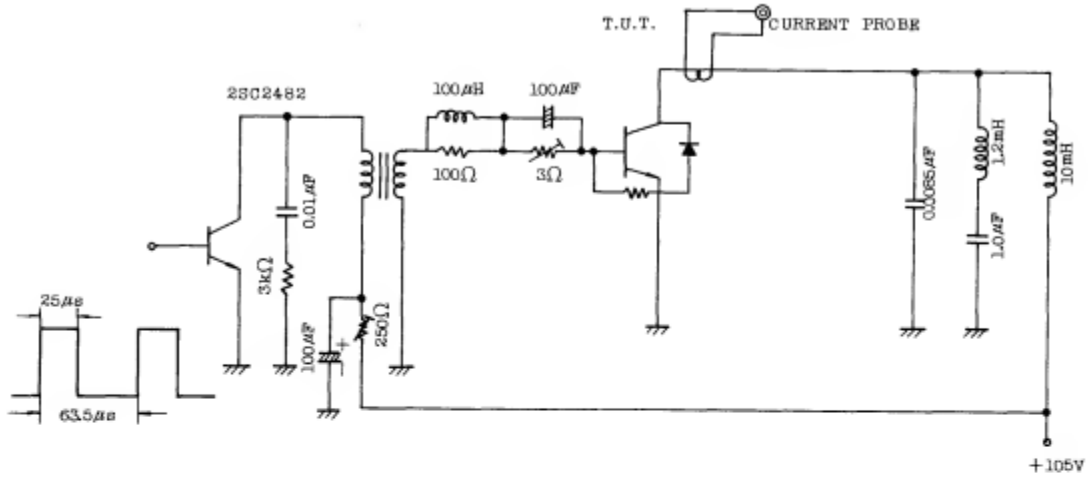 T.U.T.
CURRENT PROBE
2SC2482
100μH
100μF
100Ω
3Ω
0.01μF
3kΩ
0.0085μF
1.2mH
1.0μF
10mH
25μs
63.5μs
100μF
+
250Ω
+105V